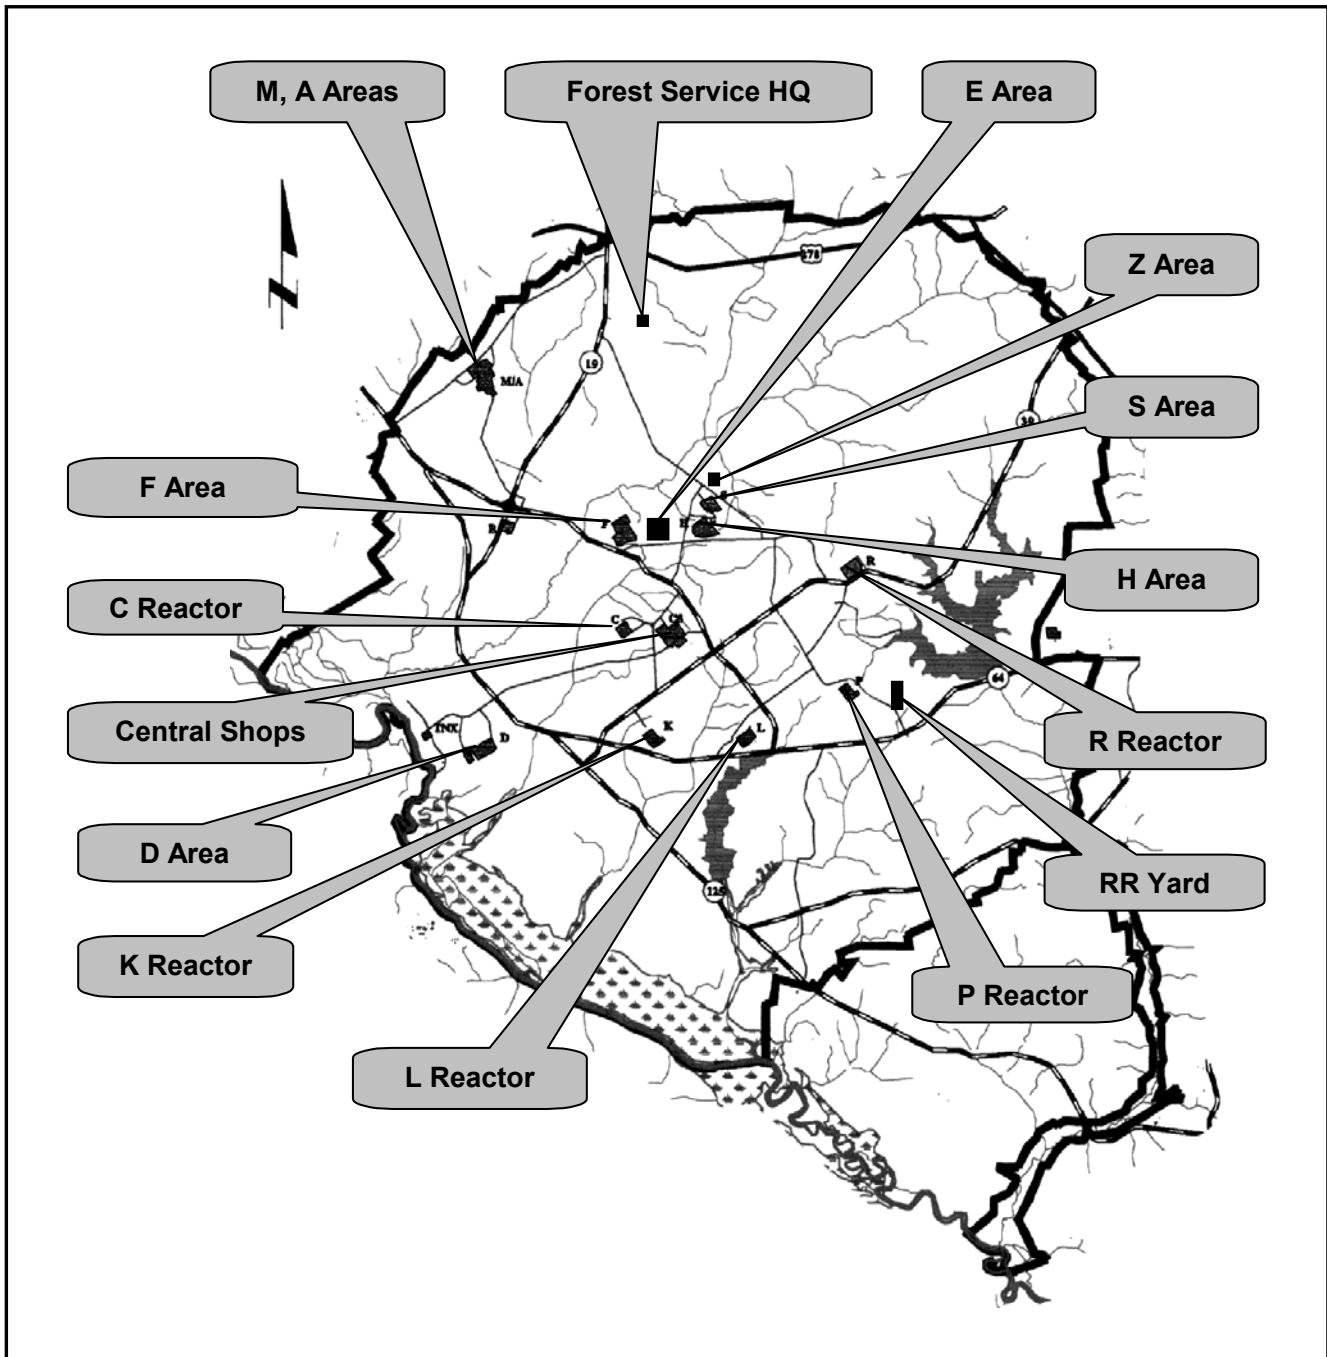 M, A Areas
Forest Service HQ
E Area
Z Area
S Area
F Area
H Area
C Reactor
Central Shops
R Reactor
D Area
RR Yard
K Reactor
P Reactor
L Reactor
278
19
M/A
39
S
F
H
B
R
C
CS
64
P
TNX
D
K
L
125